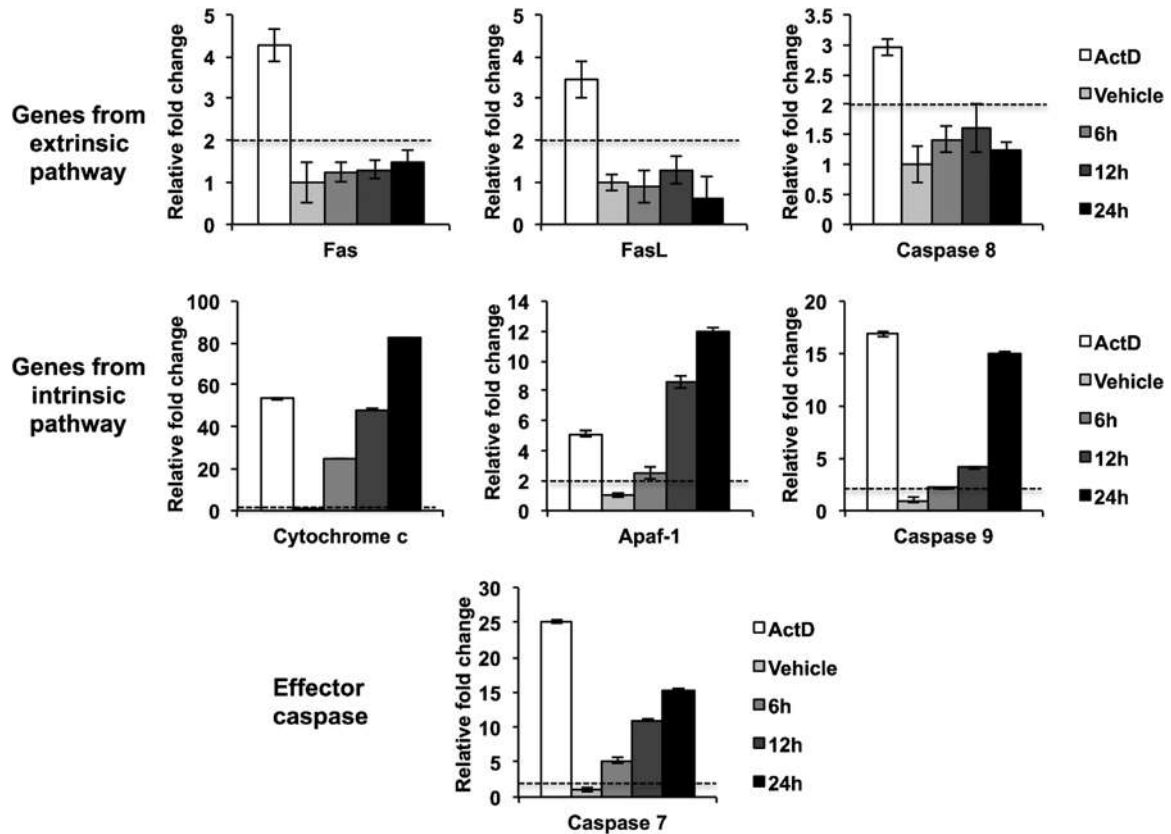 Genes from
extrinsic
pathway
Relative fold change
5
4
3
2
1
0
Fas
Relative fold change
5
4
3
2
1
0
FasL
Relative fold change
3.5
3
2.5
2
1.5
1
0.5
0
Caspase 8
ActD
Vehicle
6h
12h
24h
Genes from
intrinsic
pathway
Relative fold change
100
80
60
40
20
0
Cytochrome c
Relative fold change
14
12
10
8
6
4
2
0
Apaf-1
Relative fold change
20
15
10
5
0
Caspase 9
ActD
Vehicle
6h
12h
24h
Effector
caspase
Relative fold change
30
25
20
15
10
5
0
Caspase 7
ActD
Vehicle
6h
12h
24h